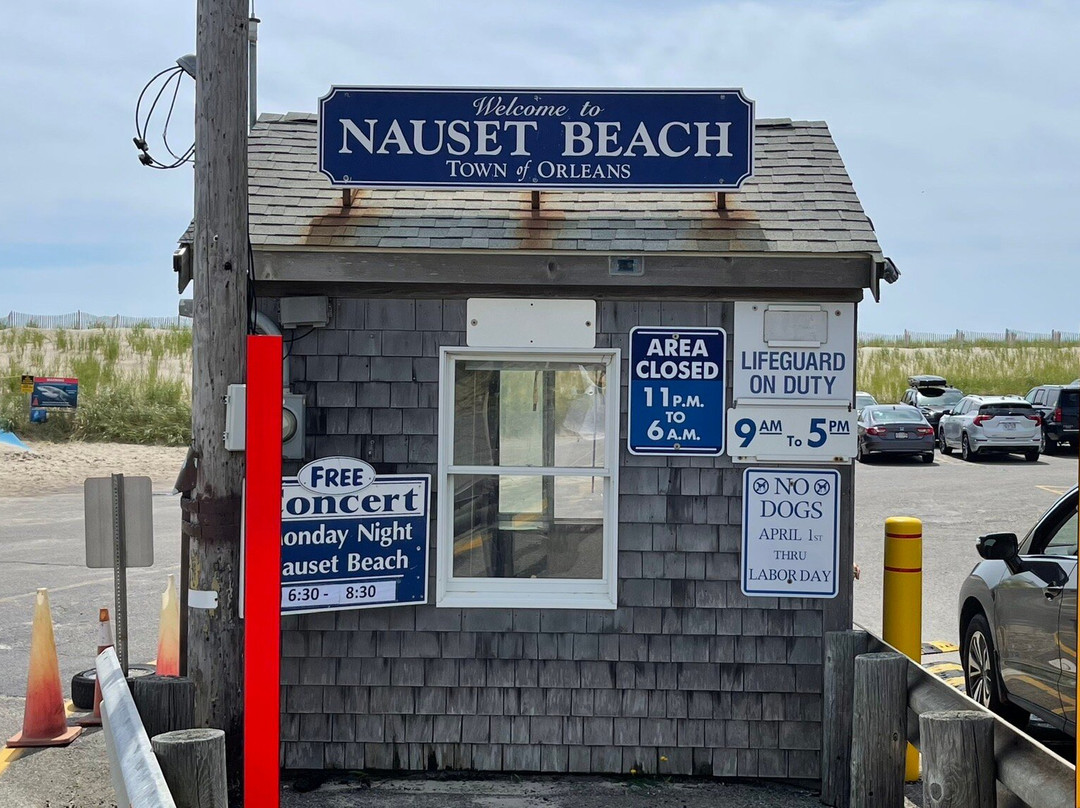 Welcome to
NAUSET BEACH
TOWN of ORLEANS
AREA
CLOSED
11 P.M.
TO
6 A.M.
LIFEGUARD
ON DUTY
9 AM To 5 PM
FREE
oncert
onday Night
auset Beach
6:30 - 8:30
NO
DOGS
APRIL 1ST
THRU
LABOR DAY